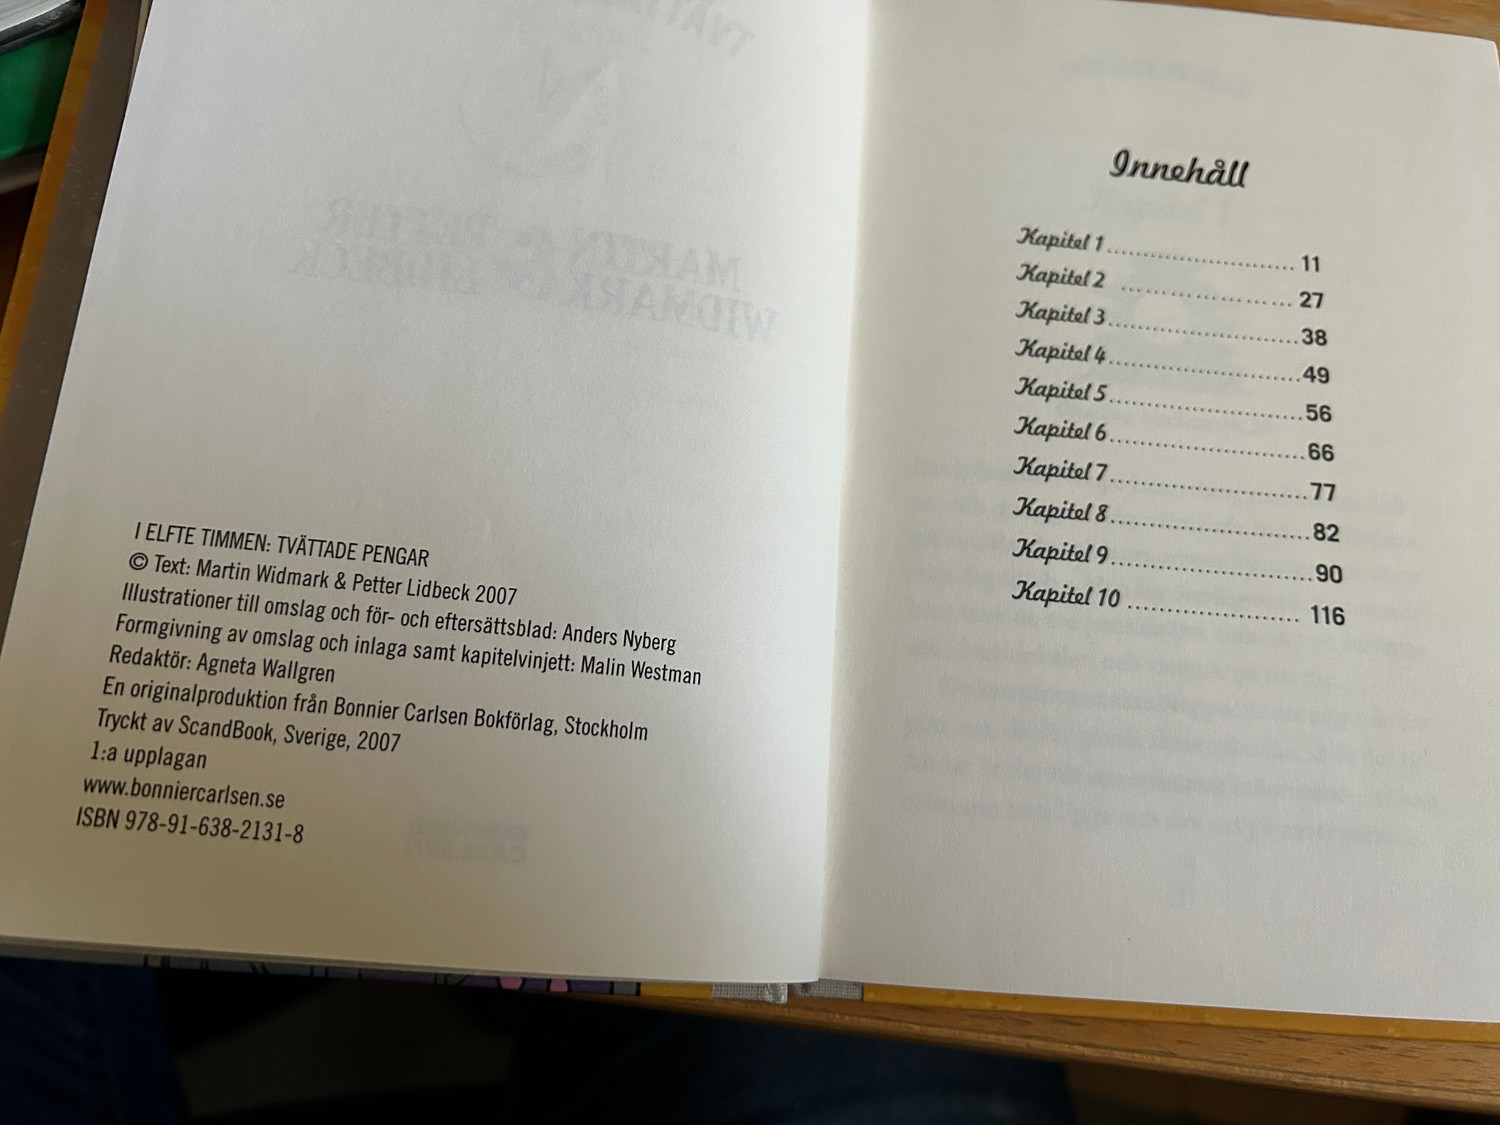 I ELFTE TIMMEN: TVÄTTADE PENGAR
© Text: Martin Widmark & Petter Lidbeck 2007
Illustrationer till omslag och för- och eftersättsblad: Anders Nyberg
Formgivning av omslag och inlaga samt kapitelvinjett: Malin Westman
Redaktör: Agneta Wallgren
En originalproduktion från Bonnier Carlsen Bokförlag, Stockholm
Tryckt av ScandBook, Sverige, 2007
1:a upplagan
www.bonniercarlsen.se
ISBN 978-91-638-2131-8
Innehåll
Kapitel 1 11
Kapitel 2 27
Kapitel 3 38
Kapitel 4 49
Kapitel 5 56
Kapitel 6 66
Kapitel 7 77
Kapitel 8 82
Kapitel 9 90
Kapitel 10 116